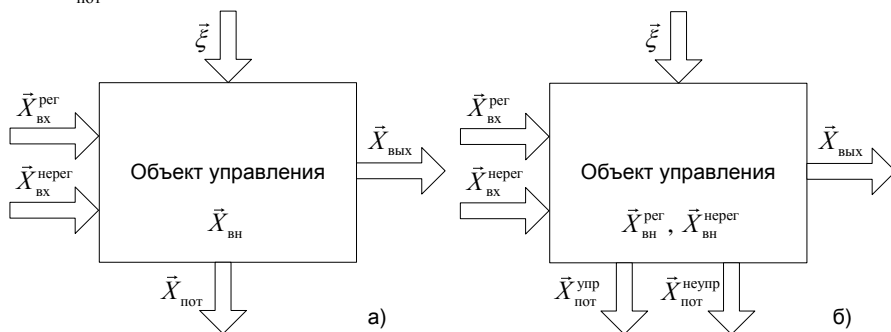 пот
ξ⃗
X⃗ рег вх
X⃗ нерег вх
Объект управления
X⃗ вн
X⃗ вых
X⃗ пот
а)
ξ⃗
X⃗ рег вх
X⃗ нерег вх
Объект управления
X⃗ рег вн , X⃗ нерег вн
X⃗ вых
X⃗ упр пот
X⃗ неупр пот
б)